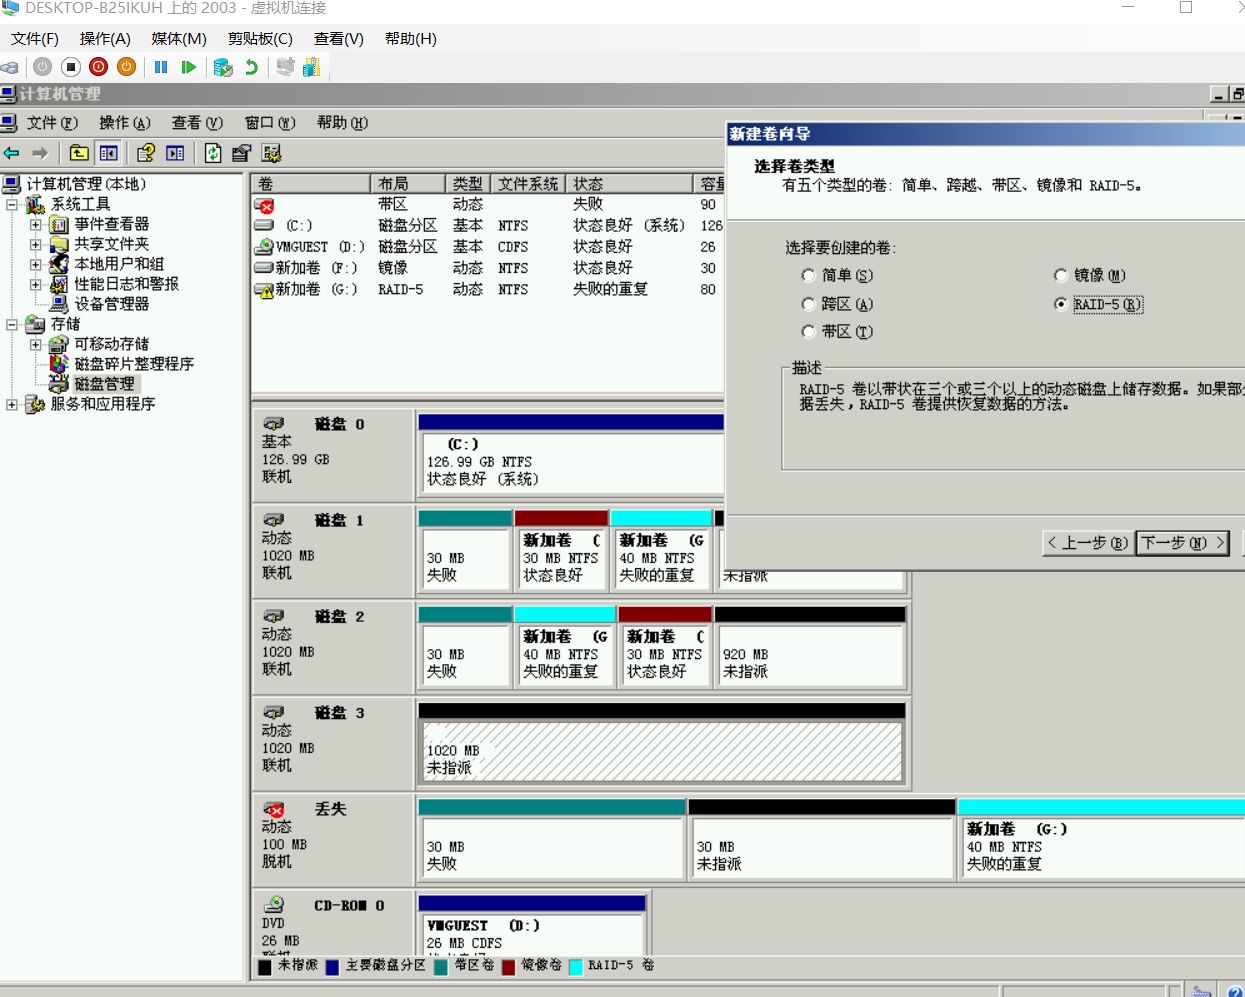 DESKTOP-B25IKUH 上的 2003 - 虚拟机连接
文件(F) 操作(A) 媒体(M) 剪贴板(C) 查看(V) 帮助(H)
计算机管理
文件(F) 操作(A) 查看(V) 窗口(W) 帮助(H)
计算机管理(本地)
系统工具
事件查看器
共享文件夹
本地用户和组
性能日志和警报
设备管理器
存储
可移动存储
磁盘碎片整理程序
磁盘管理
服务和应用程序
卷 布局 类型 文件系统 状态 容量
带区 动态 失败 90
(C:) 磁盘分区 基本 NTFS 状态良好 (系统) 126
VMGUEST (D:) 磁盘分区 基本 CDFS 状态良好 26
新加卷 (F:) 镜像 动态 NTFS 状态良好 30
新加卷 (G:) RAID-5 动态 NTFS 失败的重复 80
新建卷向导
选择卷类型
有五个类型的卷: 简单、跨越、带区、镜像和 RAID-5。
选择要创建的卷:
简单(S) 镜像(M)
跨区(A) RAID-5(R)
带区(T)
描述
RAID-5 卷以带状在三个或三个以上的动态磁盘上储存数据。如果部
据丢失,RAID-5 卷提供恢复数据的方法。
< 上一步(B) 下一步(N) >
磁盘 0
基本
126.99 GB
联机
(C:)
126.99 GB NTFS
状态良好 (系统)
磁盘 1
动态
1020 MB
联机
30 MB
失败
新加卷 (
30 MB NTFS
状态良好
新加卷 (G
40 MB NTFS
失败的重复
未指派
磁盘 2
动态
1020 MB
联机
30 MB
失败
新加卷 (G
40 MB NTFS
失败的重复
新加卷 (
30 MB NTFS
状态良好
920 MB
未指派
磁盘 3
动态
1020 MB
联机
1020 MB
未指派
丢失
动态
100 MB
脱机
30 MB
失败
30 MB
未指派
新加卷 (G:)
40 MB NTFS
失败的重复
CD-ROM 0
DVD
26 MB
VMGUEST (D:)
26 MB CDFS
未指派 主要磁盘分区 带区卷 镜像卷 RAID-5 卷